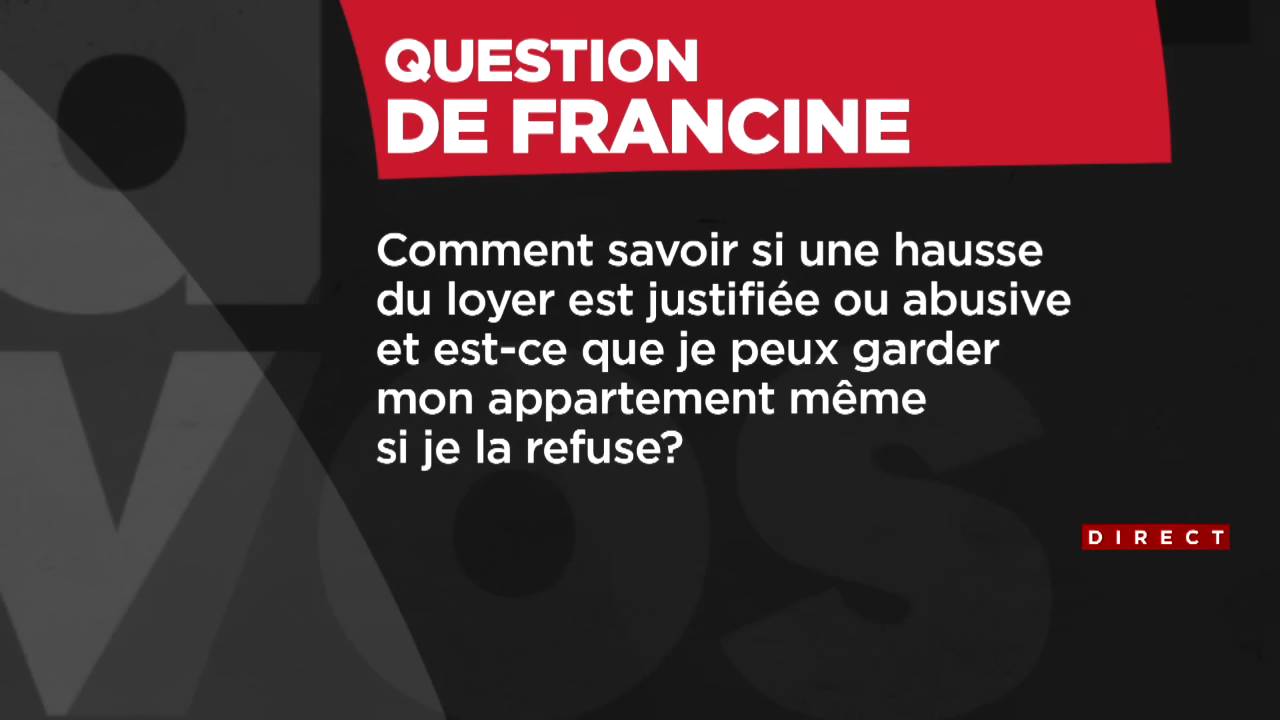 QUESTION
DE FRANCINE
Comment savoir si une hausse
du loyer est justifiée ou abusive
et est-ce que je peux garder
mon appartement même
si je la refuse?
DIRECT